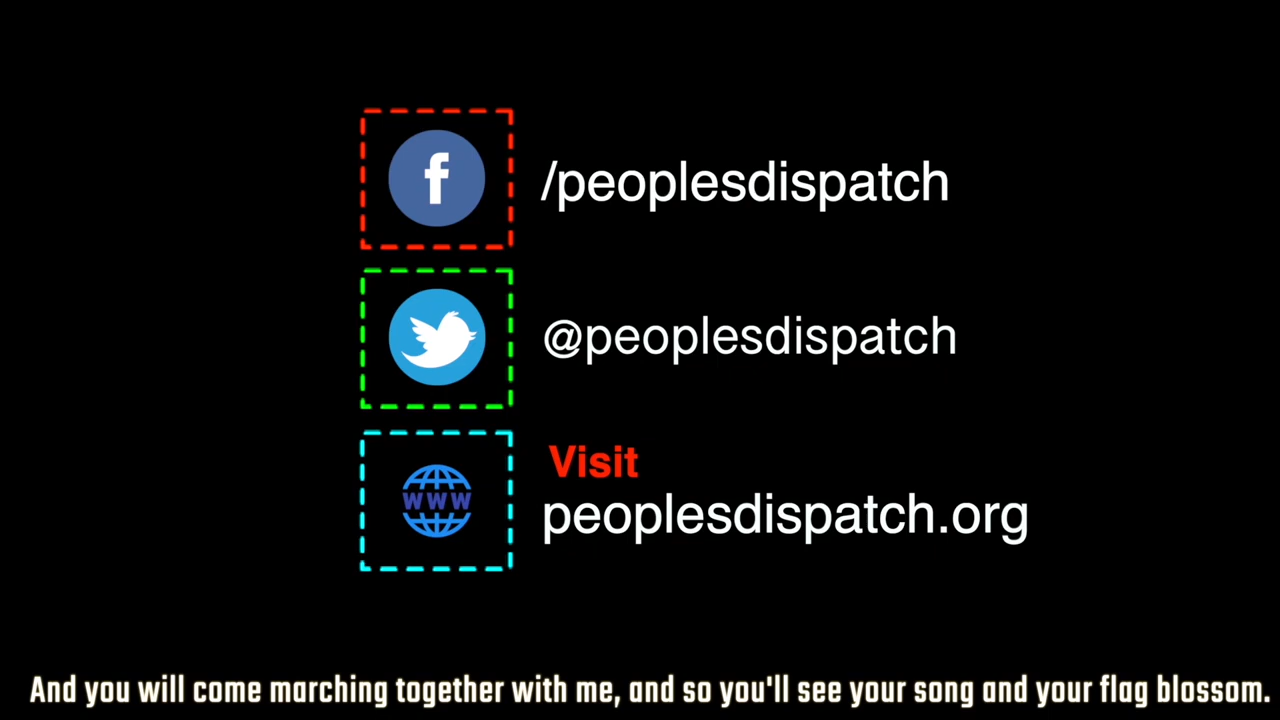 f
/peoplesdispatch
@peoplesdispatch
Visit
WWW
peoplesdispatch.org
And you will come marching together with me, and so you'll see your song and your flag blossom.